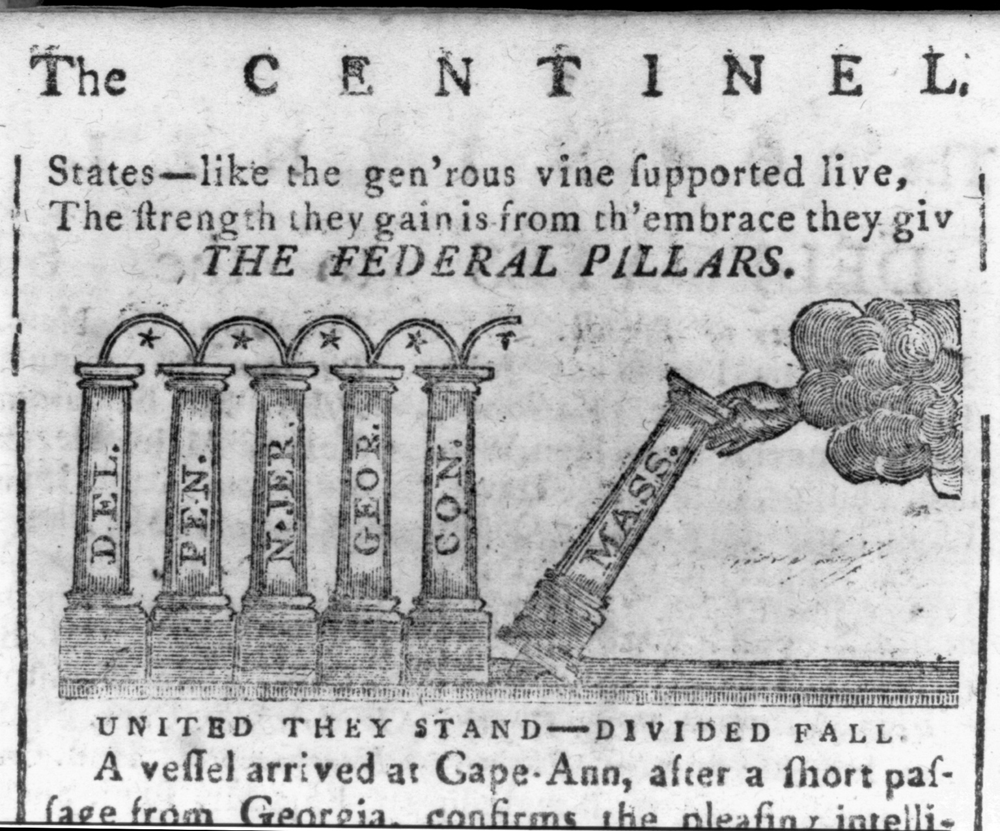 The CENTINEL.
States—like the gen'rous vine ſupported live,
The ſtrength they gain is from th'embrace they giv
THE FEDERAL PILLARS.
DEL.
PEN.
N. JER.
GEOR.
CON.
MASS.
UNITED THEY STAND—DIVIDED FALL.
A veſſel arrived at Cape-Ann, after a ſhort paſ-
ſage from Georgia, confirms the pleaſing intelli-